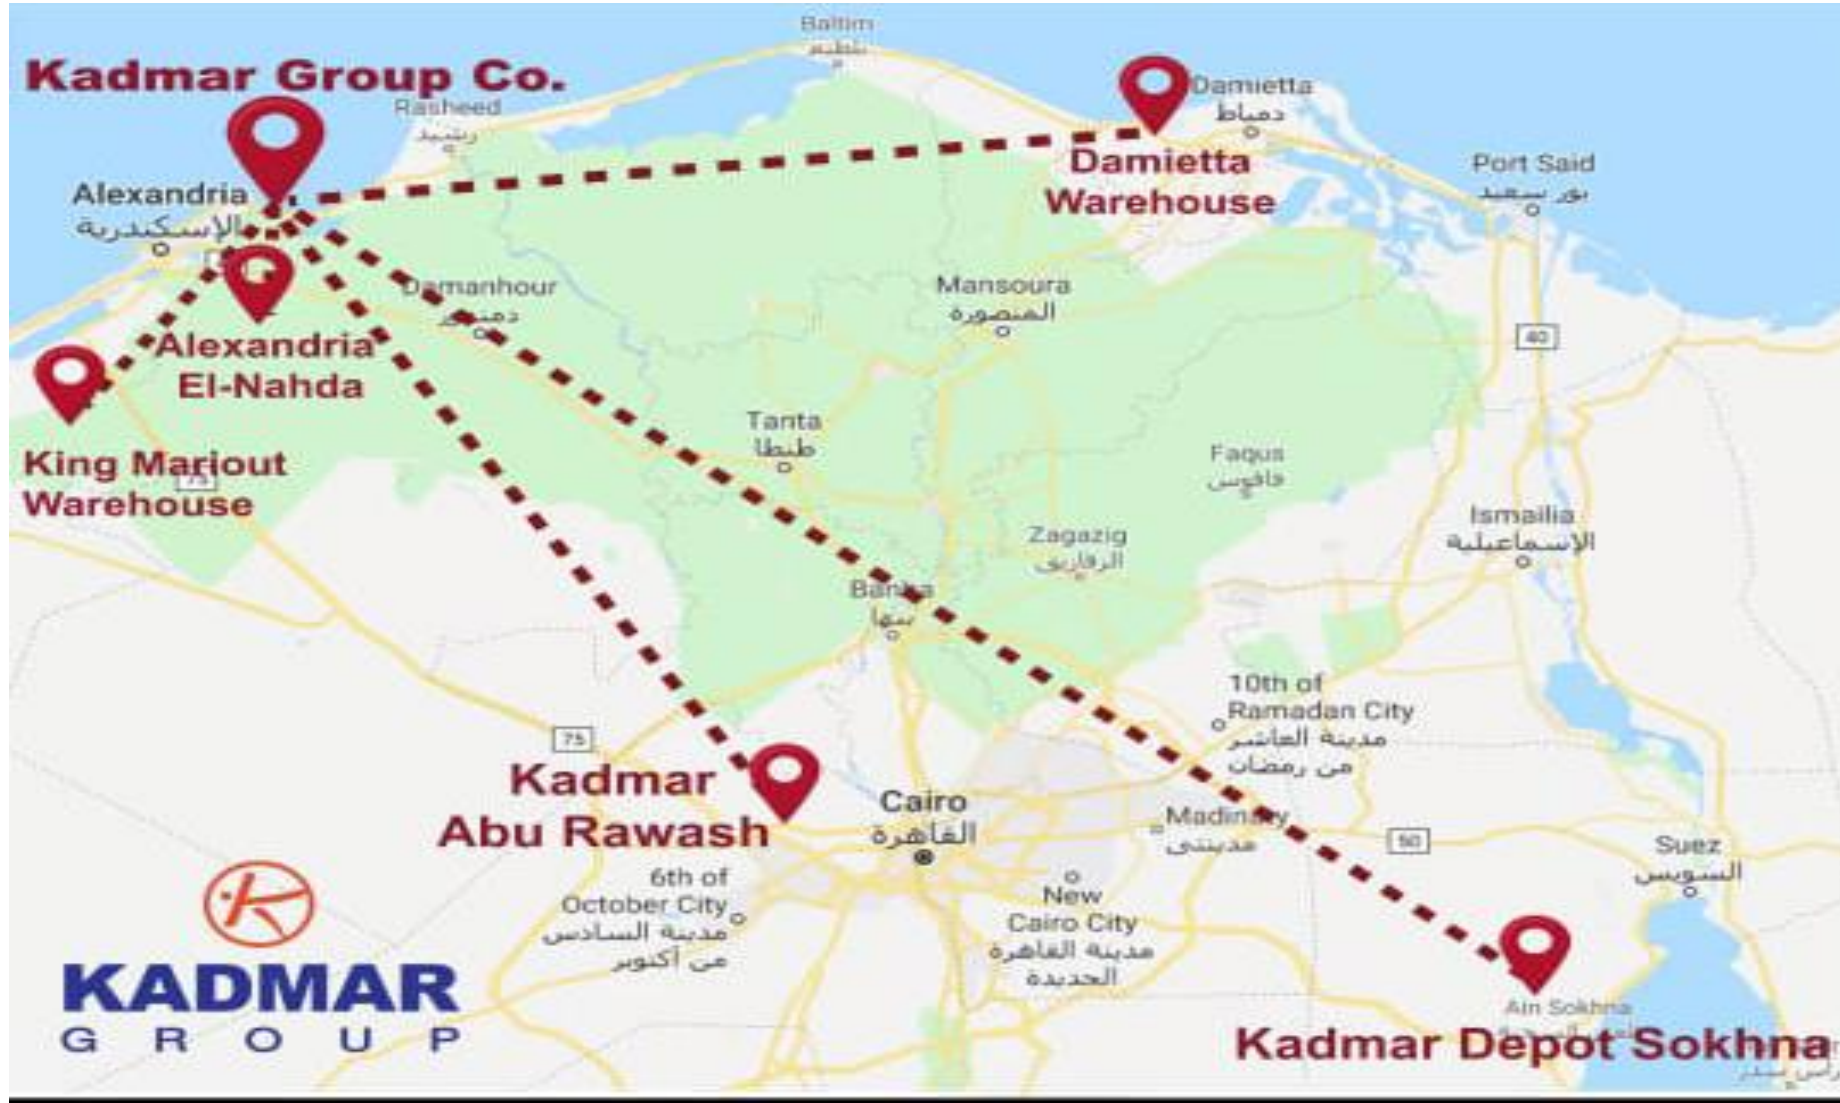 Baltim
بلطيم
Kadmar Group Co.
Rasheed
رشيد
Damietta
دمياط
Damietta
Warehouse
Port Said
بور سعيد
Alexandria
الإسكندرية
Damanhour
Mansoura
المنصورة
40
Alexandria
El-Nahda
King Mariout
Warehouse
75
Tanta
طنطا
Faqus
فاقوس
Ismailia
الإسماعيلية
Zagazig
الزقازيق
Banha
بنها
10th of
Ramadan City
مدينة العاشر
من رمضان
75
Kadmar
Abu Rawash
Cairo
القاهرة
Madinaty
مدينتي
50
Suez
السويس
6th of
October City
مدينة السادس
من أكتوبر
New
Cairo City
مدينة القاهرة
الجديدة
KADMAR
GROUP
Ain Sokhna
Kadmar Depot Sokhna
راس سدر